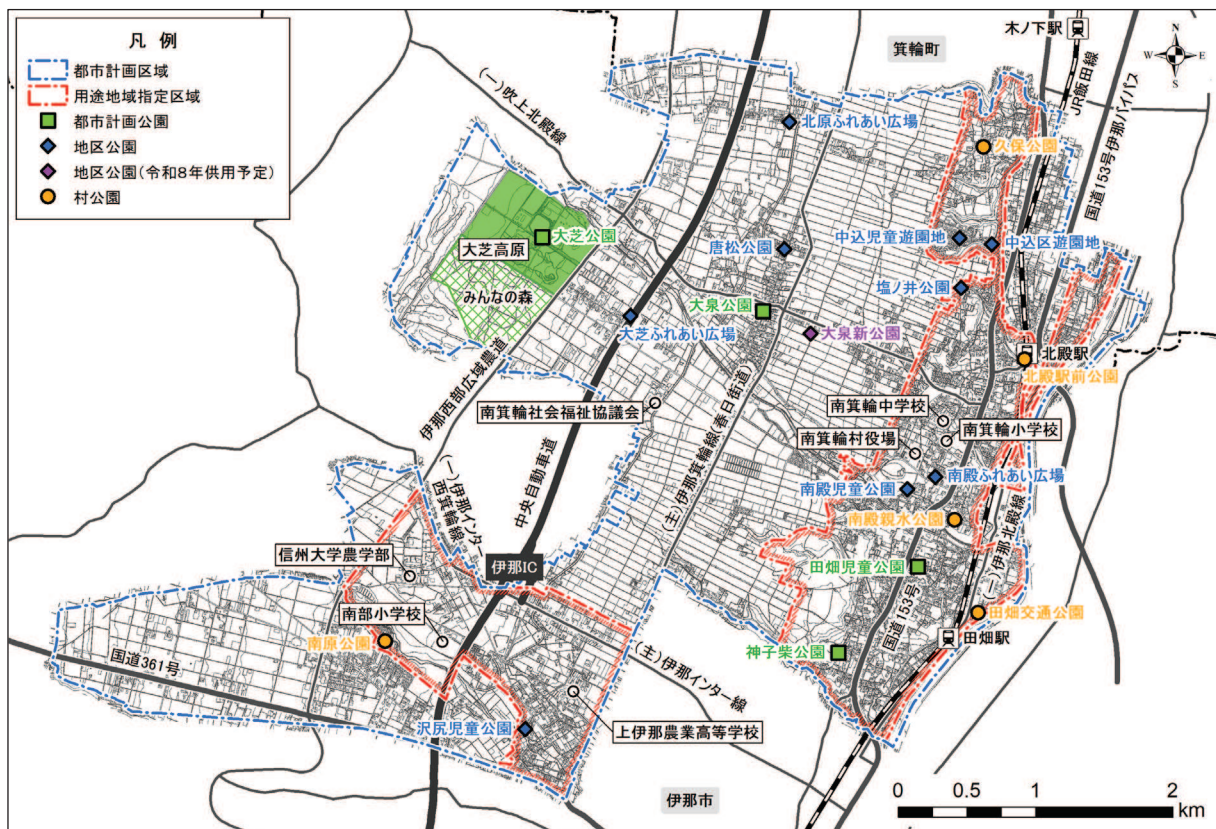 凡 例
都市計画区域
用途地域指定区域
都市計画公園
地区公園
地区公園(令和8年供用予定)
村公園
木ノ下駅
箕輪町
N
W
E
S
JR飯田線
国道153号伊那バイパス
(一)吹上北殿線
北原ふれあい広場
久保公園
大芝公園
大芝高原
みんなの森
唐松公園
中込児童遊園地
中込区遊園地
塩ノ井公園
大泉公園
大芝ふれあい広場
大泉新公園
北殿駅
北殿駅前公園
伊那西部広域農道
南箕輪社会福祉協議会
(主)伊那箕輪線(春日街道)
南箕輪中学校
南箕輪村役場
南箕輪小学校
中央自動車道
(一)伊那インター
西箕輪線
南殿児童公園
南殿ふれあい広場
南殿親水公園
信州大学農学部
伊那IC
田畑児童公園
(一)伊那北殿線
国道153号
田畑交通公園
南部小学校
南原公園
田畑駅
神子柴公園
国道361号
(主)伊那インター線
沢尻児童公園
上伊那農業高等学校
伊那市
0 0.5 1 2
km